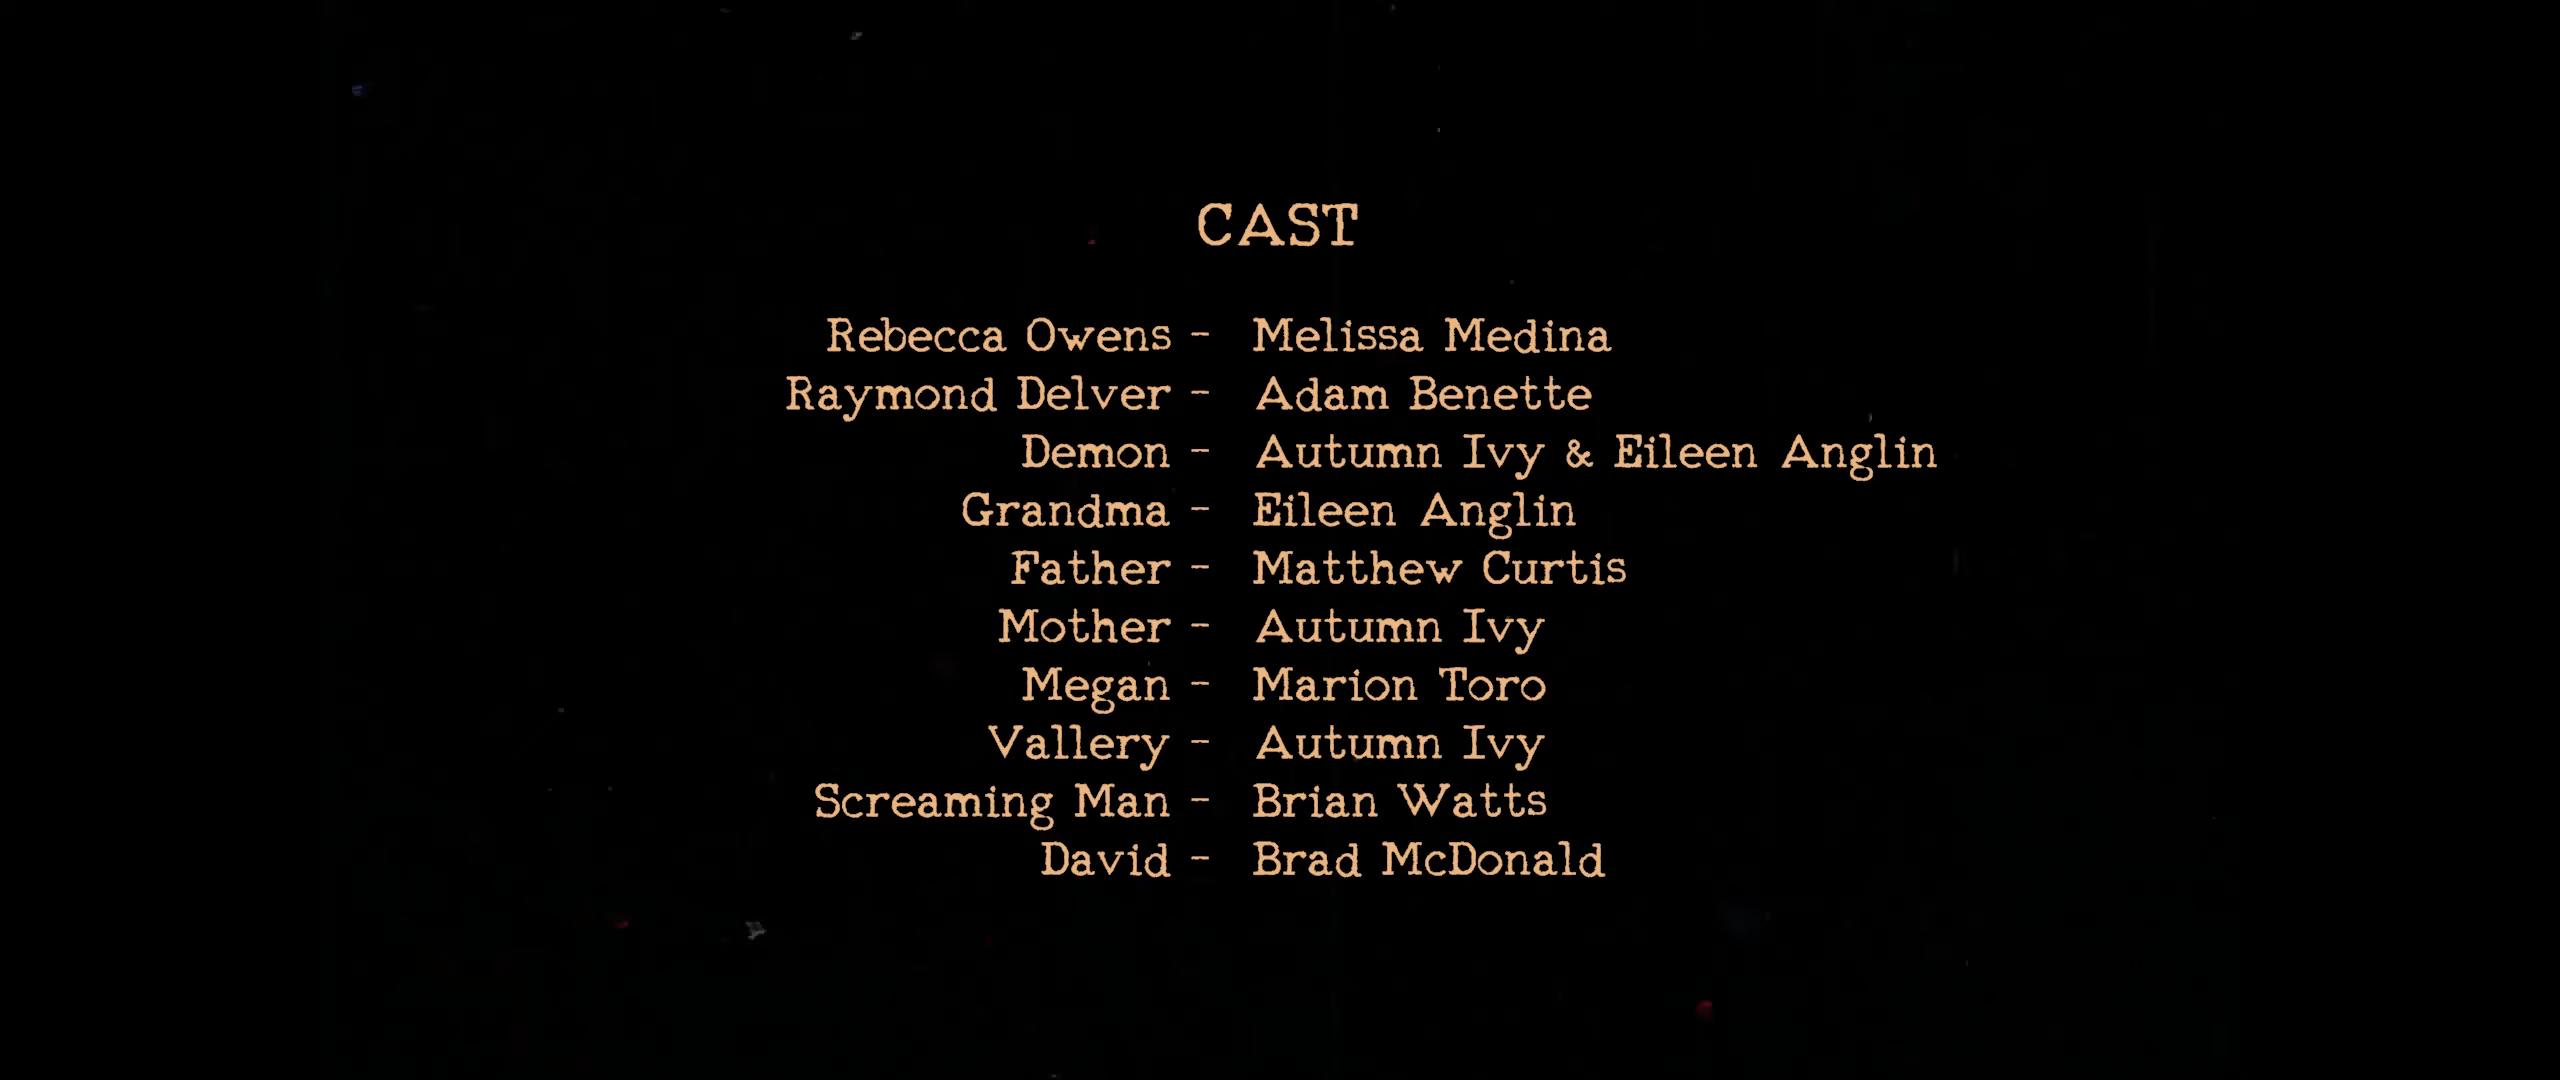 CAST
Rebecca Owens - Melissa Medina
Raymond Delver - Adam Benette
Demon - Autumn Ivy & Eileen Anglin
Grandma - Eileen Anglin
Father - Matthew Curtis
Mother - Autumn Ivy
Megan - Marion Toro
Vallery - Autumn Ivy
Screaming Man - Brian Watts
David - Brad McDonald